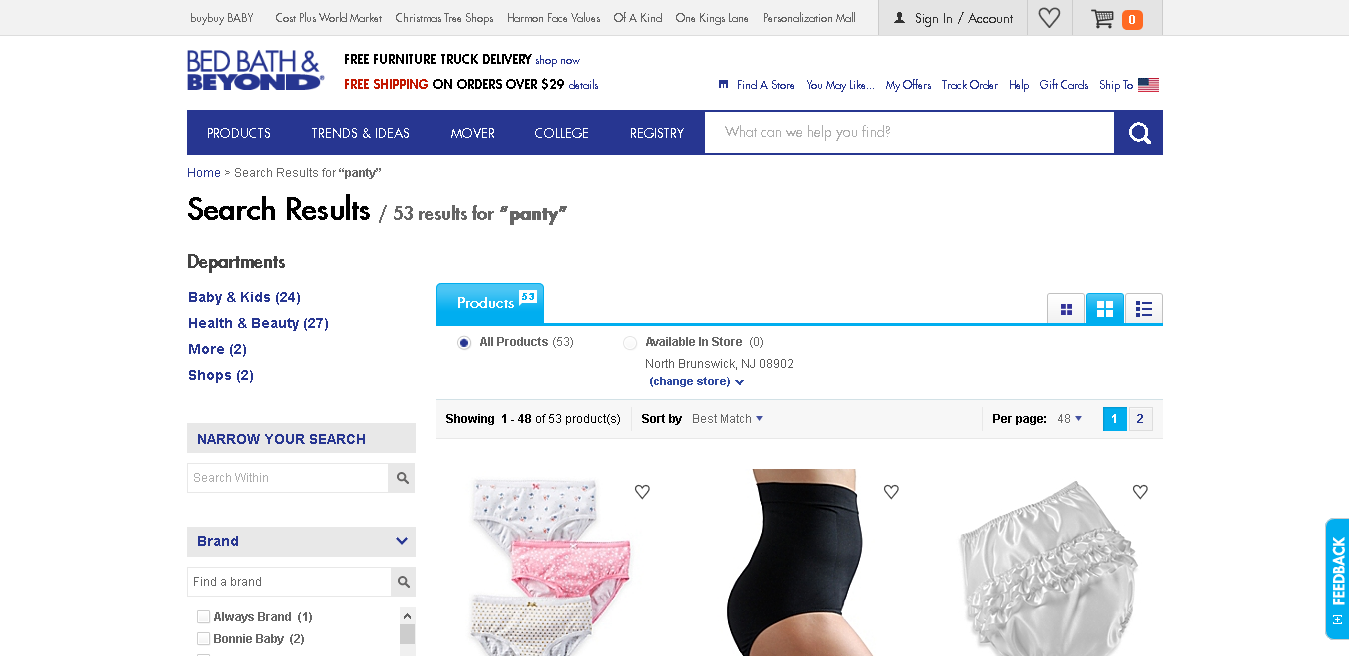 buybuy BABY Cost Plus World Market Christmas Tree Shops Harmon Face Values Of A Kind One Kings Lane Personalization Mall Sign In / Account 0
BED BATH &
BEYOND
FREE FURNITURE TRUCK DELIVERY shop now
FREE SHIPPING ON ORDERS OVER $29 details
Find A Store You May Like... My Offers Track Order Help Gift Cards Ship To
PRODUCTS TRENDS & IDEAS MOVER COLLEGE REGISTRY What can we help you find?
Home > Search Results for “panty”
Search Results / 53 results for “panty”
Departments
Baby & Kids (24)
Health & Beauty (27)
More (2)
Shops (2)
NARROW YOUR SEARCH
Search Within
Brand
Find a brand
Always Brand (1)
Bonnie Baby (2)
Products 53
All Products (53) Available In Store (0)
North Brunswick, NJ 08902
(change store)
Showing 1 - 48 of 53 product(s) Sort by Best Match Per page: 48 1 2
FEEDBACK